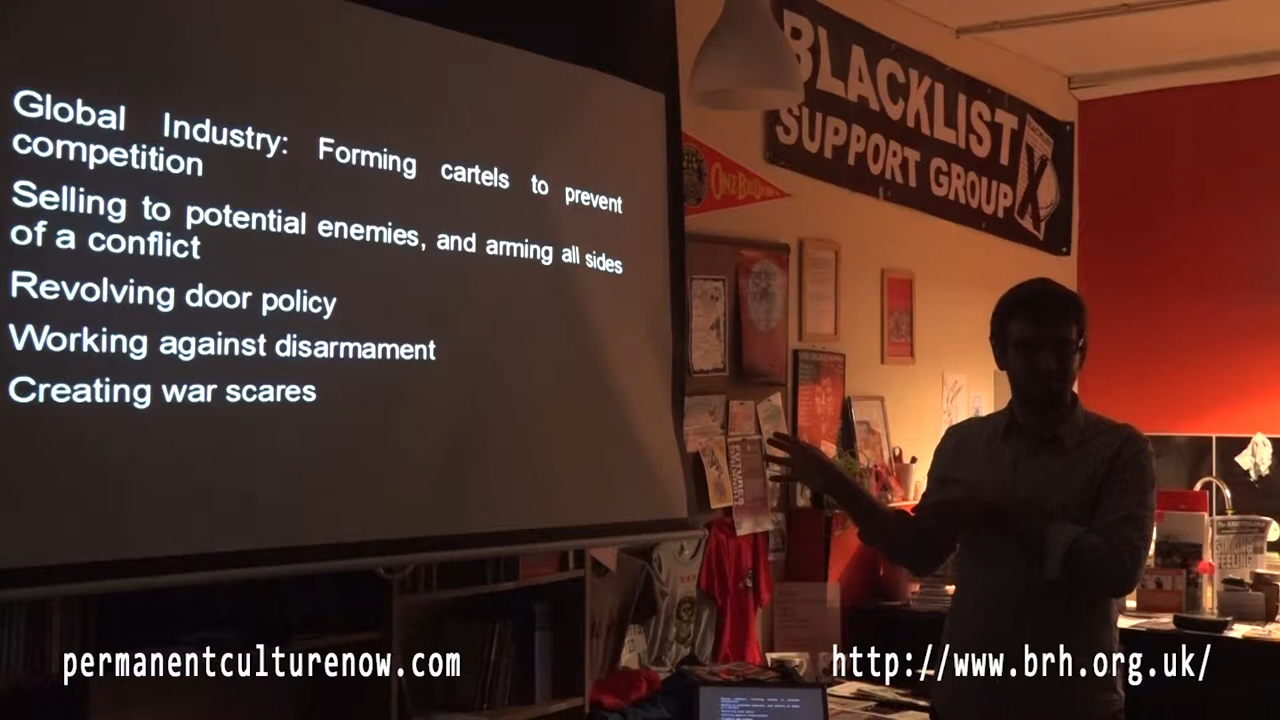 Global Industry: Forming cartels to prevent
competition
Selling to potential enemies, and arming all sides
of a conflict
Revolving door policy
Working against disarmament
Creating war scares
BLACKLIST
SUPPORT GROUP
permanentculturenow.com
http://www.brh.org.uk/